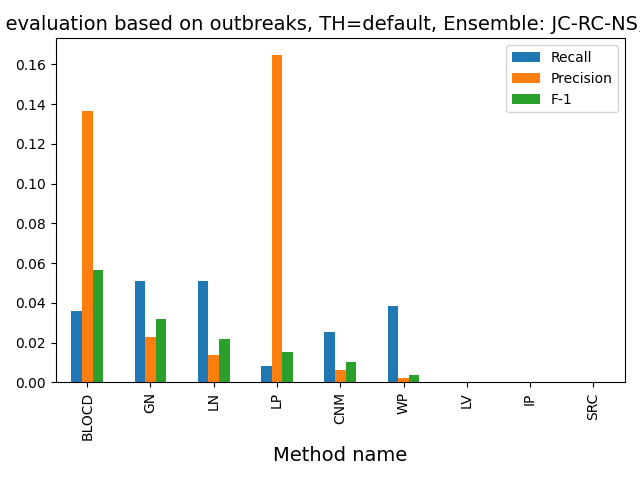 evaluation based on outbreaks, TH=default, Ensemble: JC-RC-NS,
Recall
Precision
F-1
0.16
0.14
0.12
0.10
0.08
0.06
0.04
0.02
0.00
BLOCD GN LN LP CNM WP LV IP SRC
Method name